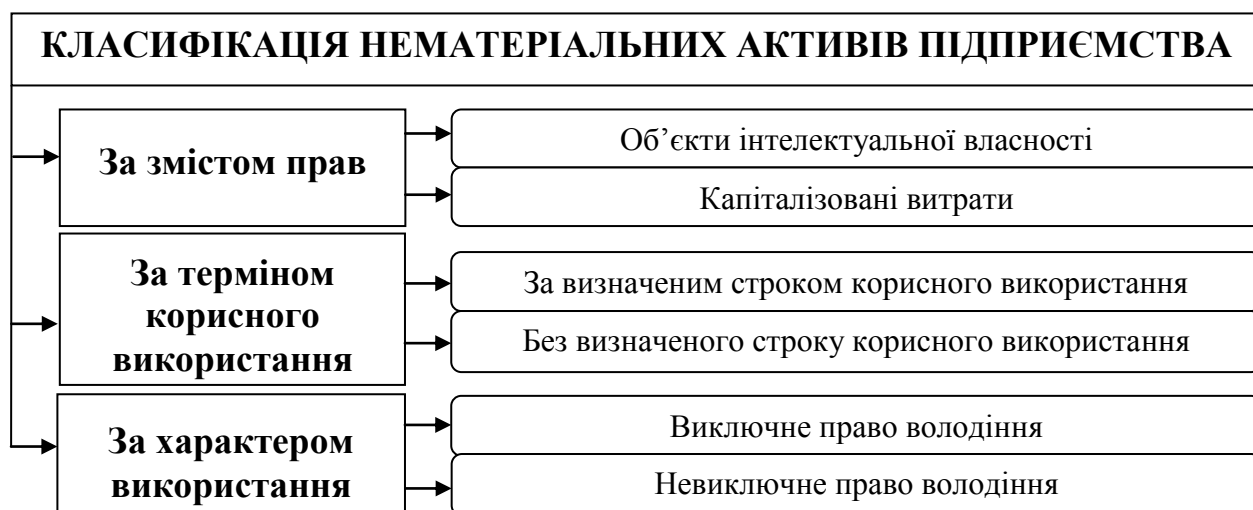 КЛАСИФІКАЦІЯ НЕМАТЕРІАЛЬНИХ АКТИВІВ ПІДПРИЄМСТВА
За змістом прав
Об’єкти інтелектуальної власності
Капіталізовані витрати
За терміном
корисного
використання
За визначеним строком корисного використання
Без визначеного строку корисного використання
За характером
використання
Виключне право володіння
Невиключне право володіння